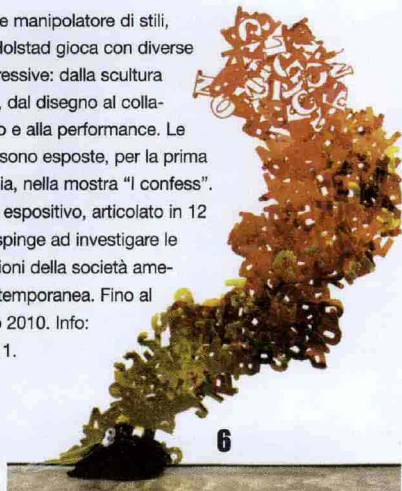 e manipolatore di stili,
Holstad gioca con diverse
ressive: dalla scultura
, dal disegno al colla-
o e alla performance. Le
sono esposte, per la prima
ia, nella mostra "I confess".
espositivo, articolato in 12
spinge ad investigare le
ioni della società ame-
temporanea. Fino al
o 2010. Info:
1.
6